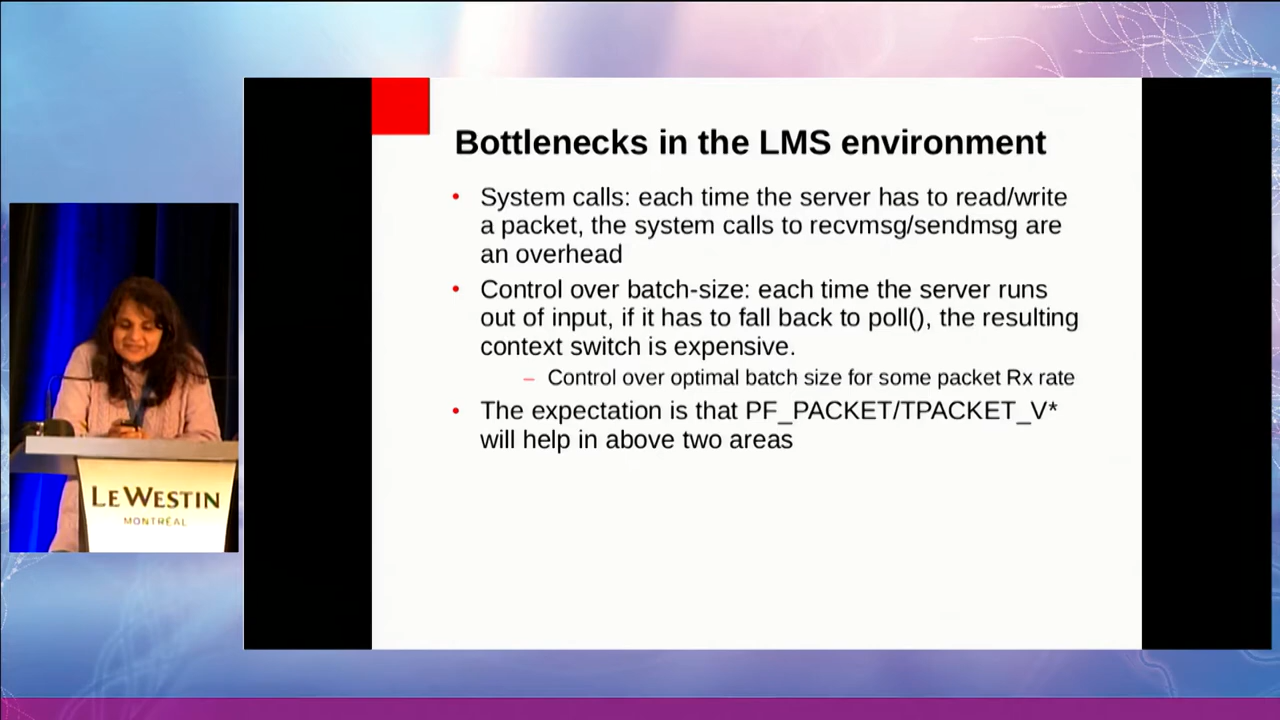 Bottlenecks in the LMS environment
• System calls: each time the server has to read/write
a packet, the system calls to recvmsg/sendmsg are
an overhead
• Control over batch-size: each time the server runs
out of input, if it has to fall back to poll(), the resulting
context switch is expensive.
– Control over optimal batch size for some packet Rx rate
• The expectation is that PF_PACKET/TPACKET_V*
will help in above two areas
LE WESTIN
MONTRÉAL